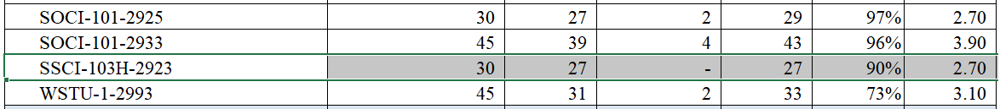 SOCI-101-2925 30 27 2 29 97% 2.70
SOCI-101-2933 45 39 4 43 96% 3.90
SSCI-103H-2923 30 27 - 27 90% 2.70
WSTU-1-2993 45 31 2 33 73% 3.10